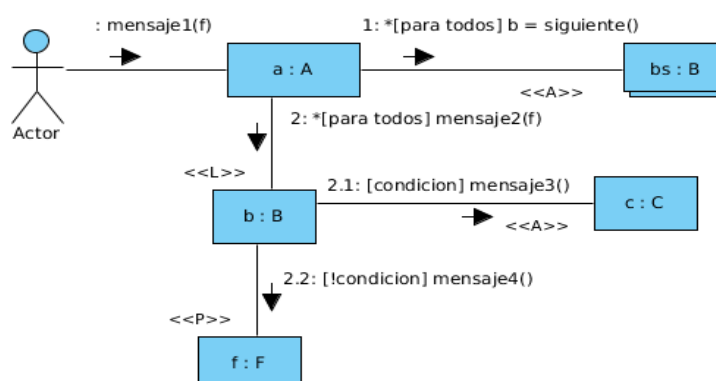 : mensaje1(f)
1: *[para todos] b = siguiente()
a : A
bs : B
<<A>>
Actor
2: *[para todos] mensaje2(f)
<<L>>
2.1: [condicion] mensaje3()
b : B
c : C
<<A>>
2.2: [!condicion] mensaje4()
<<P>>
f : F